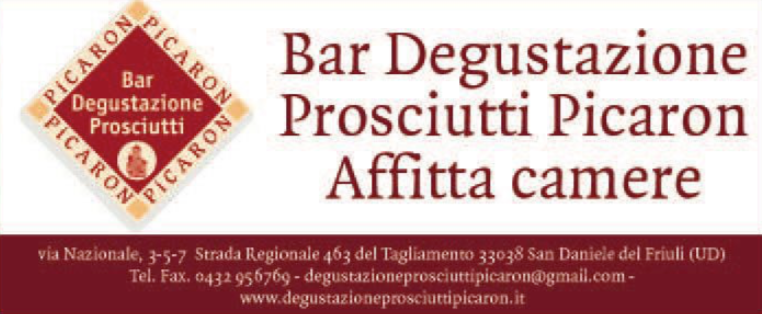 PICARON
PICARON
Bar
Degustazione
Prosciutti
PICARON
PICARON
Bar Degustazione
Prosciutti Picaron
Affitta camere
via Nazionale, 3-5-7 Strada Regionale 463 del Tagliamento 33038 San Daniele del Friuli (UD)
Tel. Fax. 0432 956769 - degustazioneprosciuttipicaron@gmail.com -
www.degustazioneprosciuttipicaron.it